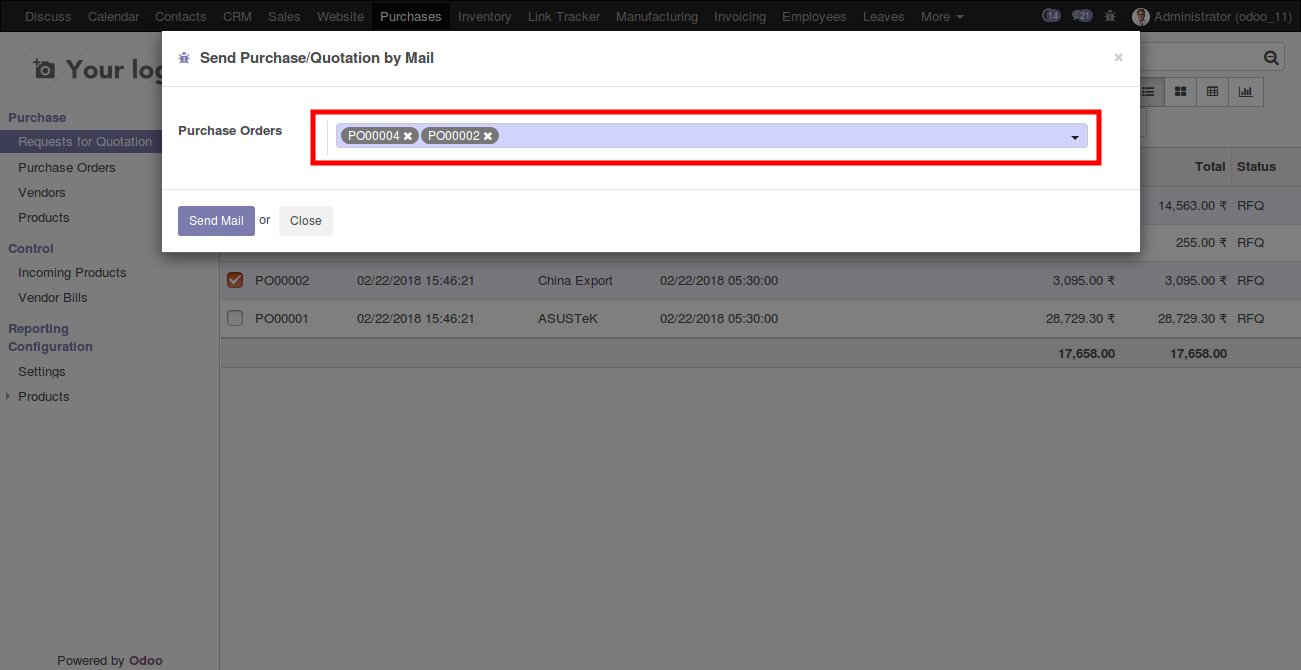 Discuss Calendar Contacts CRM Sales Website Purchases Inventory Link Tracker Manufacturing Invoicing Employees Leaves More 14 21 Administrator (odoo_11)
Send Purchase/Quotation by Mail ×
Your log
Purchase
Purchase Orders PO00004 PO00002
Requests for Quotation
Purchase Orders
Total Status
Vendors
14,563.00 ₹ RFQ
Products
Send Mail or Close
255.00 ₹ RFQ
Control
Incoming Products
PO00002 02/22/2018 15:46:21 China Export 02/22/2018 05:30:00 3,095.00 ₹ 3,095.00 ₹ RFQ
Vendor Bills
PO00001 02/22/2018 15:46:21 ASUSTeK 02/22/2018 05:30:00 28,729.30 ₹ 28,729.30 ₹ RFQ
Reporting
Configuration
17,658.00 17,658.00
Settings
Products
Powered by Odoo